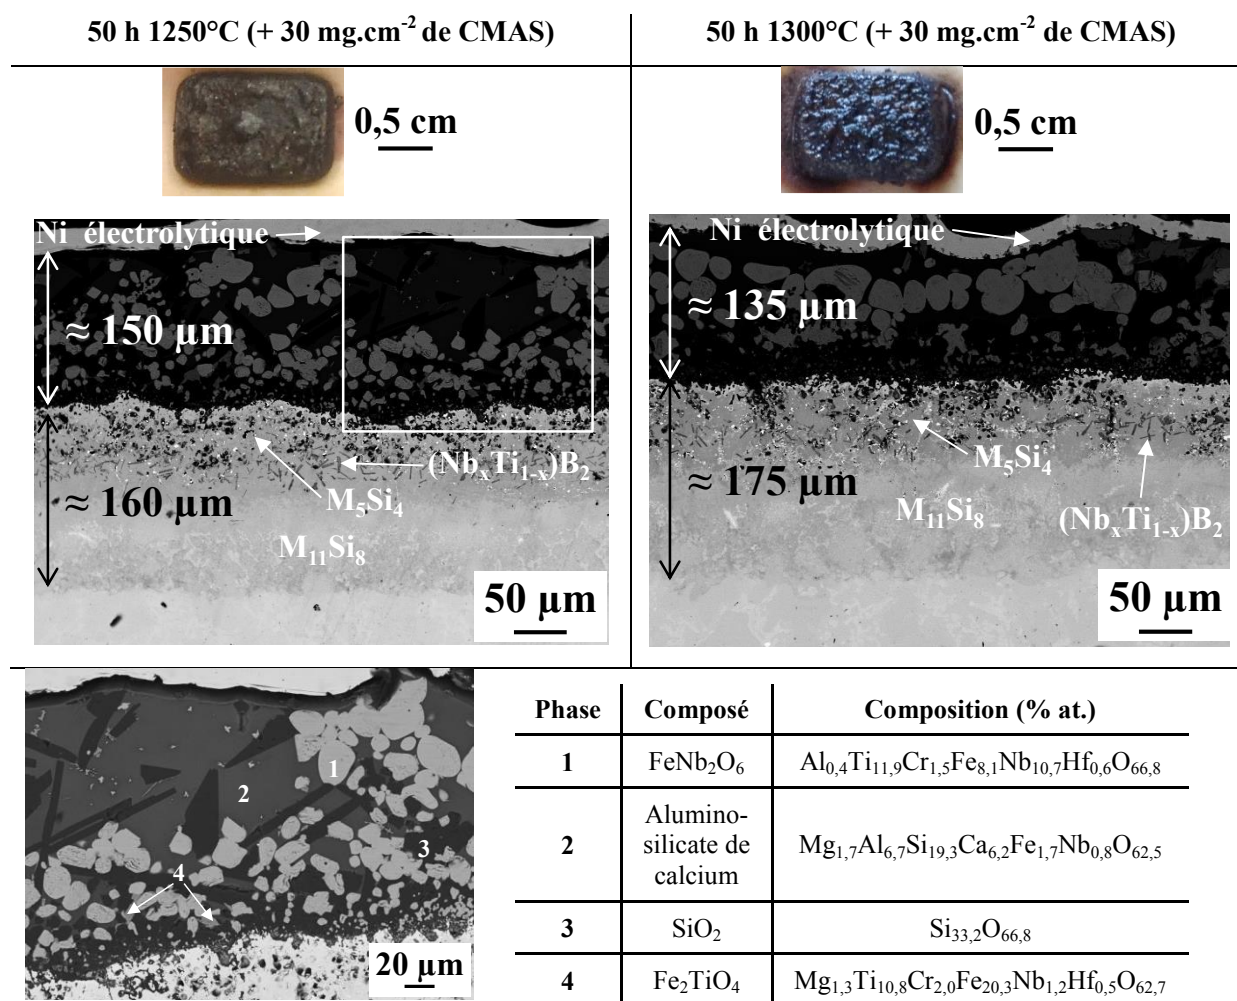 50 h 1250°C (+ 30 mg.cm⁻² de CMAS)
50 h 1300°C (+ 30 mg.cm⁻² de CMAS)
0,5 cm
0,5 cm
Ni électrolytique
≈ 150 µm
(NbₓTi₁₋ₓ)B₂
M₅Si₄
≈ 160 µm
M₁₁Si₈
50 µm
Ni électrolytique
≈ 135 µm
M₅Si₄
≈ 175 µm
M₁₁Si₈
(NbₓTi₁₋ₓ)B₂
50 µm
1
2
3
4
20 µm
Phase Composé Composition (% at.)
1 FeNb₂O₆ Al₀,₄Ti₁₁,₉Cr₁,₅Fe₈,₁Nb₁₀,₇Hf₀,₆O₆₆,₈
2 Alumino-
silicate de
calcium Mg₁,₇Al₆,₇Si₁₉,₃Ca₆,₂Fe₁,₇Nb₀,₈O₆₂,₅
3 SiO₂ Si₃₃,₂O₆₆,₈
4 Fe₂TiO₄ Mg₁,₃Ti₁₀,₈Cr₂,₀Fe₂₀,₃Nb₁,₂Hf₀,₅O₆₂,₇